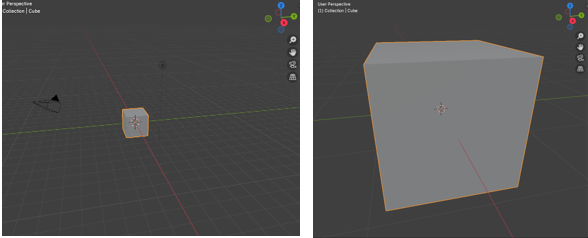 e Perspective
Collection | Cube
User Perspective
(1) Collection | Cube